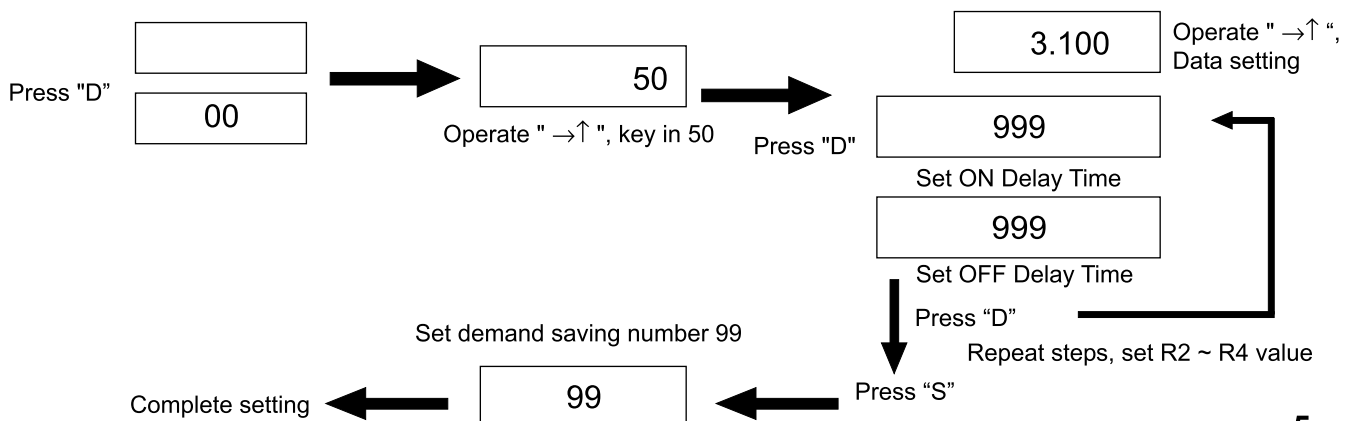 Press "D”
00
50
Operate " →↑ ", key in 50
Press "D"
3.100
Operate " →↑ “,
Data setting
999
Set ON Delay Time
999
Set OFF Delay Time
Press “D”
Repeat steps, set R2 ~ R4 value
Press “S”
Set demand saving number 99
99
Complete setting